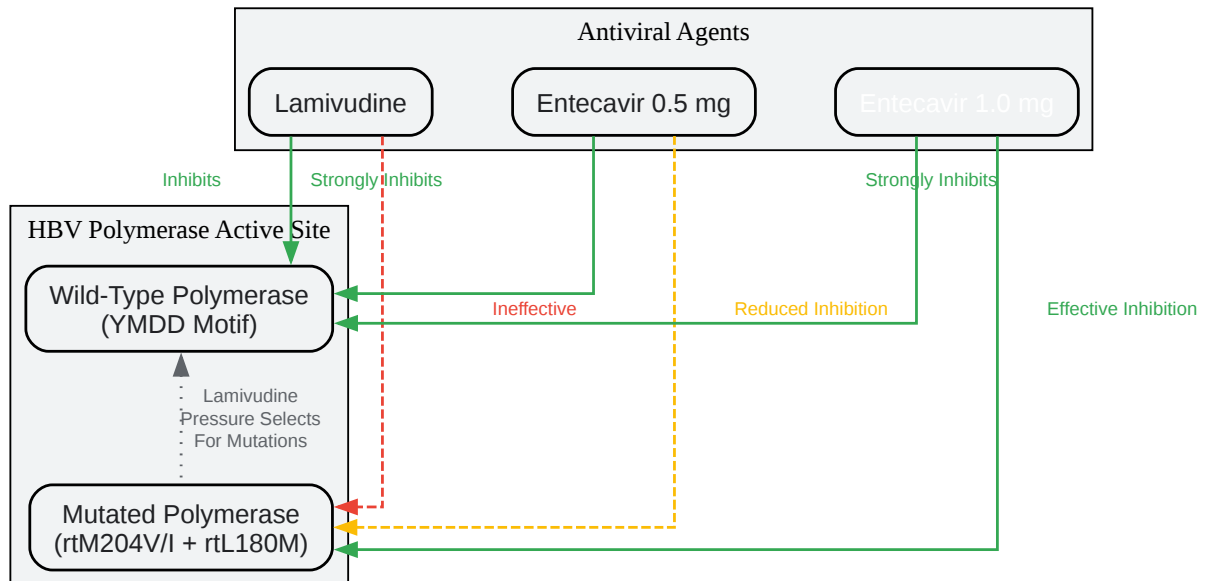 Antiviral Agents
Lamivudine
Entecavir 0.5 mg
Entecavir 1.0 mg
Inhibits
Strongly Inhibits
Strongly Inhibits
HBV Polymerase Active Site
Wild-Type Polymerase
(YMDD Motif)
Ineffective
Reduced Inhibition
Effective Inhibition
Lamivudine
Pressure Selects
For Mutations
Mutated Polymerase
(rtM204V/I + rtL180M)